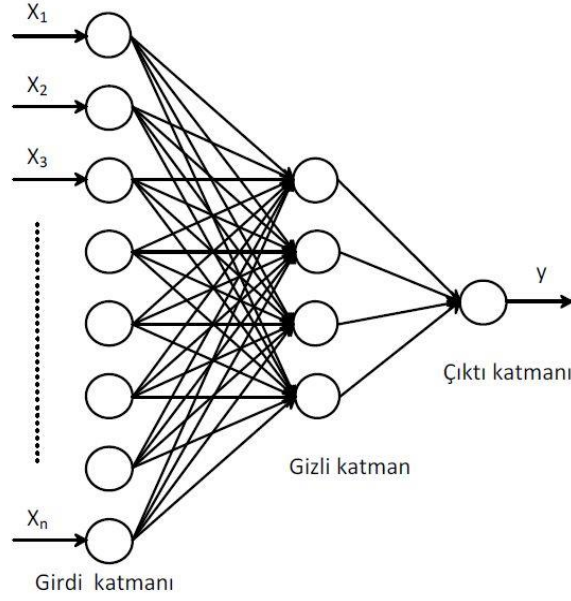 X1
X2
X3
y
Çıktı katmanı
Gizli katman
Xn
Girdi katmanı